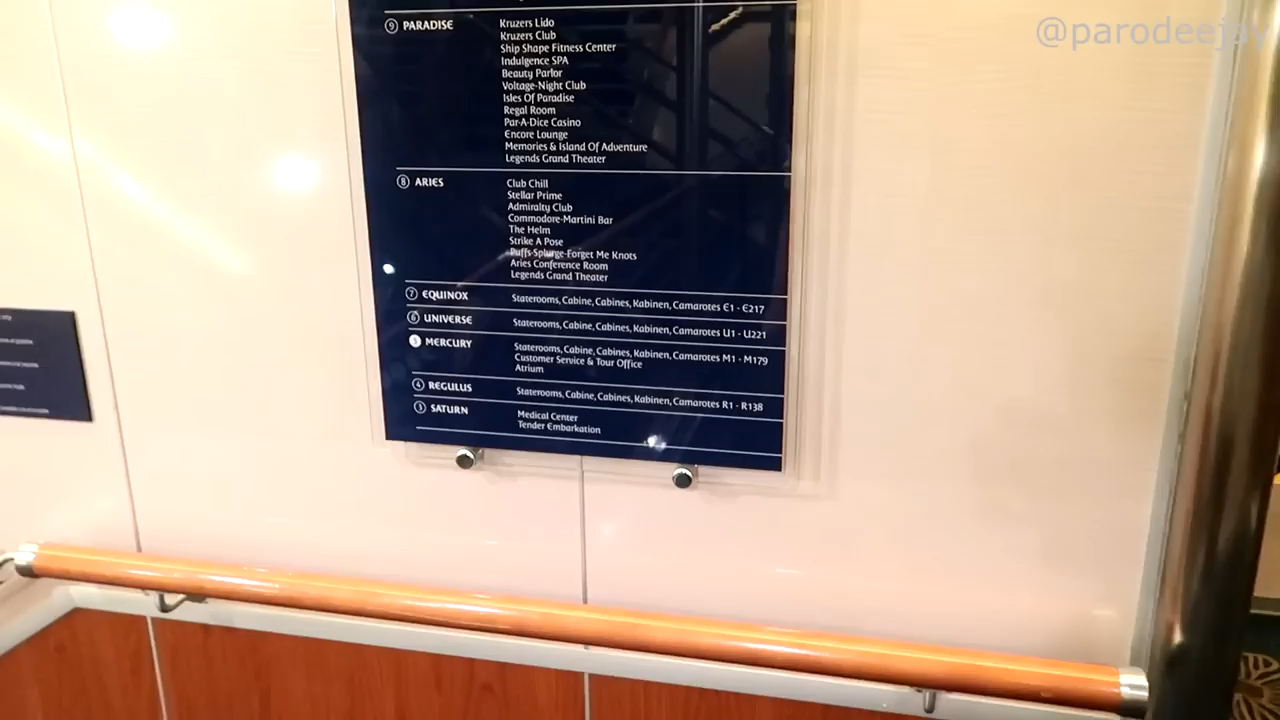 @parodeejay
9 PARADISE
Kruzers Lido
Kruzers Club
Ship Shape Fitness Center
Indulgence SPA
Beauty Parlor
Voltage-Night Club
Isles Of Paradise
Regal Room
Par-A-Dice Casino
Encore Lounge
Memories & Island Of Adventure
Legends Grand Theater
8 ARIES
Club Chill
Stellar Prime
Admiralty Club
Commodore-Martini Bar
The Helm
Strike A Pose
Puffs-Splurge-Forget Me Knots
Aries Conference Room
Legends Grand Theater
7 EQUINOX Staterooms, Cabine, Cabines, Kabinen, Camarotes E1 - E217
6 UNIVERSE Staterooms, Cabine, Cabines, Kabinen, Camarotes U1 - U221
5 MERCURY Staterooms, Cabine, Cabines, Kabinen, Camarotes M1 - M179
Customer Service & Tour Office
Atrium
4 REGULUS Staterooms, Cabine, Cabines, Kabinen, Camarotes R1 - R138
3 SATURN Medical Center
Tender Embarkation